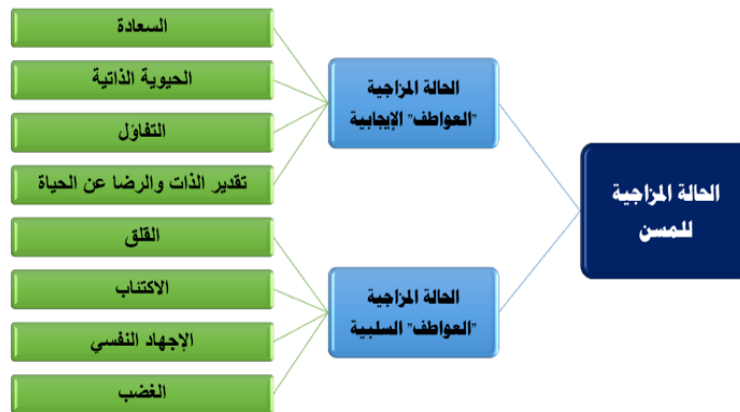 الحالة المزاجية
للمسن
الحالة المزاجية
"العواطف" الإيجابية
السعادة
الحيوية الذاتية
التفاؤل
تقدير الذات والرضا عن الحياة
الحالة المزاجية
"العواطف" السلبية
القلق
الاكتئاب
الإجهاد النفسي
الغضب